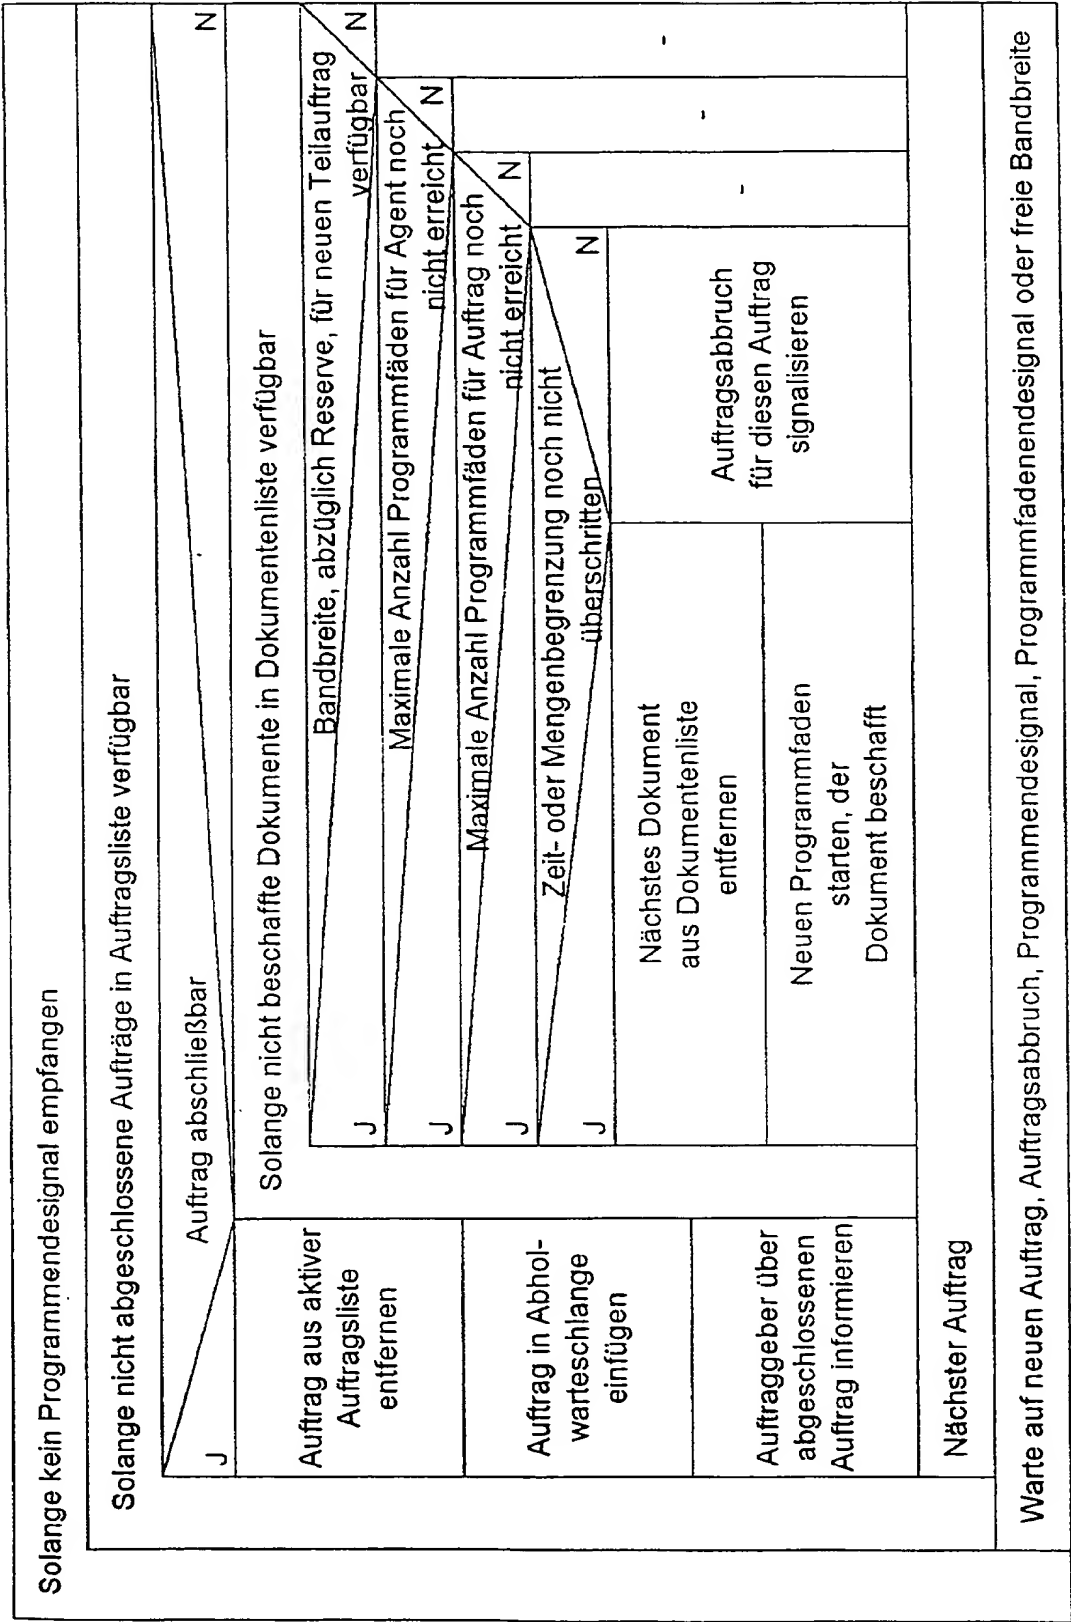 Solange kein Programmendesignal empfangen
Solange nicht abgeschlossene Aufträge in Auftragsliste verfügbar
Auftrag abschließbar
J
N
Auftrag aus aktiver
Auftragsliste
entfernen
Auftrag in Abhol-
warteschlange
einfügen
Auftraggeber über
abgeschlossenen
Auftrag informieren
Solange nicht beschaffte Dokumente in Dokumentenliste verfügbar
Bandbreite, abzüglich Reserve, für neuen Teilauftrag
verfügbar
J
N
Maximale Anzahl Programmfäden für Agent noch
nicht erreicht
J
N
Maximale Anzahl Programmfäden für Auftrag noch
nicht erreicht
J
N
Zeit- oder Mengenbegrenzung noch nicht
überschritten
J
N
Nächstes Dokument
aus Dokumentenliste
entfernen
Neuen Programmfaden
starten, der
Dokument beschafft
Auftragsabbruch
für diesen Auftrag
signalisieren
-
-
-
Nächster Auftrag
Warte auf neuen Auftrag, Auftragsabbruch, Programmendesignal, Programmfadenendesignal oder freie Bandbreite